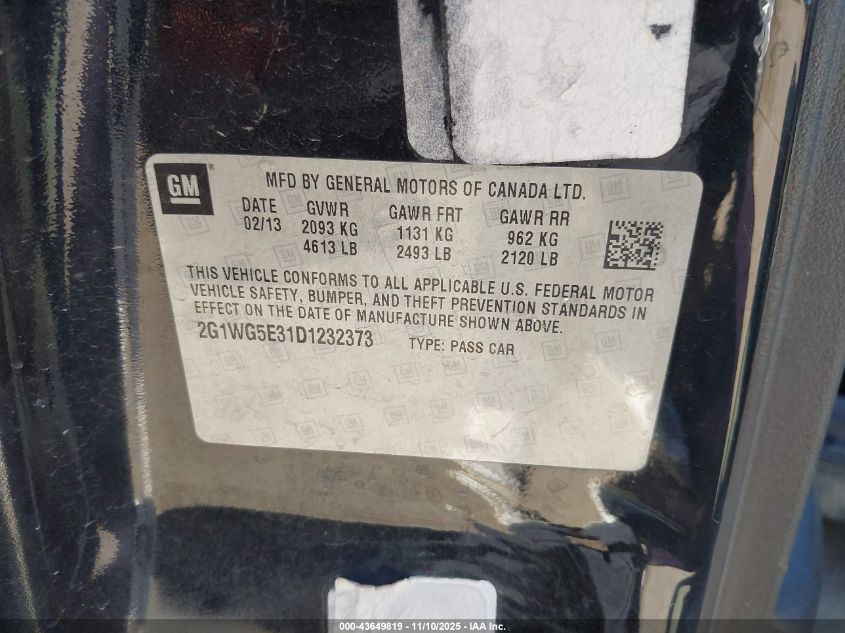 GM
MFD BY GENERAL MOTORS OF CANADA LTD.
DATE GVWR GAWR FRT GAWR RR
02/13 2093 KG 1131 KG 962 KG
4613 LB 2493 LB 2120 LB
THIS VEHICLE CONFORMS TO ALL APPLICABLE U.S. FEDERAL MOTOR
VEHICLE SAFETY, BUMPER, AND THEFT PREVENTION STANDARDS IN
EFFECT ON THE DATE OF MANUFACTURE SHOWN ABOVE.
2G1WG5E31D1232373 TYPE: PASS CAR
000-43649819 - 11/10/2025 - IAA Inc.